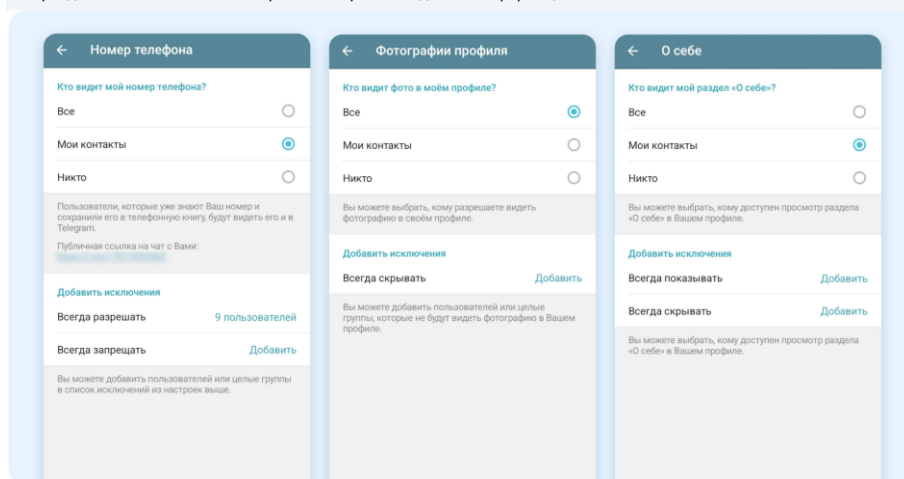 Номер телефона
Кто видит мой номер телефона?
Все
Мои контакты
Никто
Пользователи, которые уже знают Ваш номер и
сохранили его в телефонную книгу, будут видеть его и в
Telegram.
Публичная ссылка на чат с Вами:
Добавить исключения
Всегда разрешать 9 пользователей
Всегда запрещать Добавить
Вы можете добавить пользователей или целые группы
в список исключений из настроек выше.
Фотографии профиля
Кто видит фото в моём профиле?
Все
Мои контакты
Никто
Вы можете выбрать, кому разрешаете видеть
фотографию в своём профиле.
Добавить исключения
Всегда скрывать Добавить
Вы можете добавить пользователей или целые
группы, которые не будут видеть фотографию в Вашем
профиле.
О себе
Кто видит мой раздел «О себе»?
Все
Мои контакты
Никто
Вы можете выбрать, кому доступен просмотр раздела
«О себе» в Вашем профиле.
Добавить исключения
Всегда показывать Добавить
Всегда скрывать Добавить
Вы можете выбрать, кому доступен просмотр раздела
«О себе» в Вашем профиле.